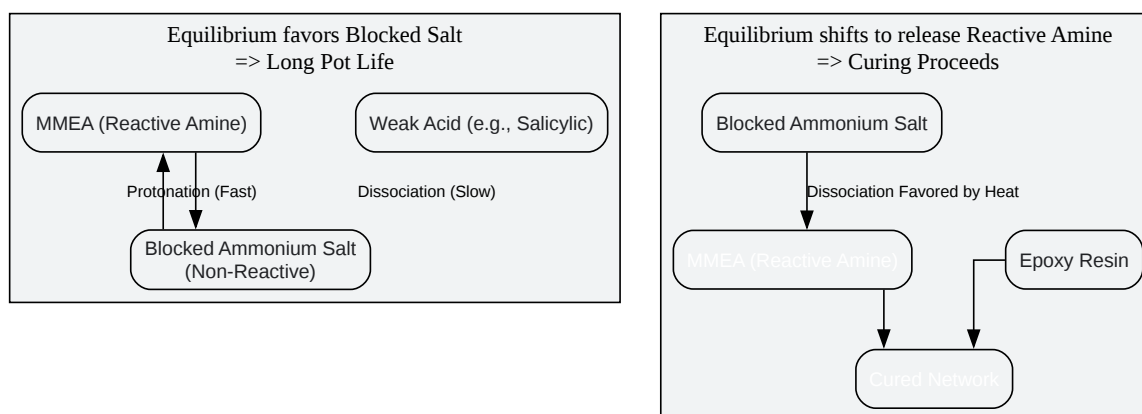 Equilibrium favors Blocked Salt
=> Long Pot Life
MMEA (Reactive Amine)
Weak Acid (e.g., Salicylic)
Protonation (Fast)
Dissociation (Slow)
Blocked Ammonium Salt
(Non-Reactive)
Equilibrium shifts to release Reactive Amine
=> Curing Proceeds
Blocked Ammonium Salt
Dissociation Favored by Heat
MMEA (Reactive Amine)
Epoxy Resin
Cured Network